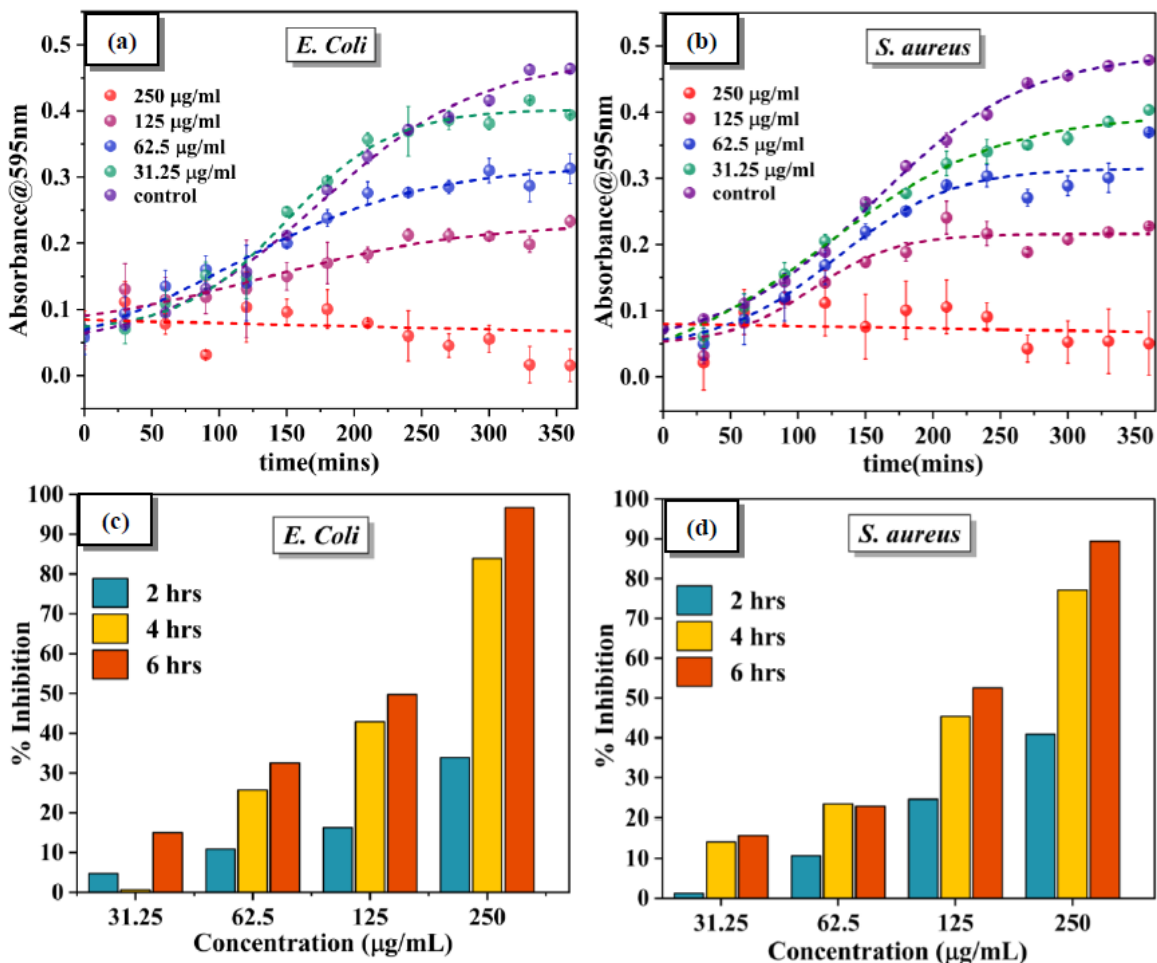 (a)
E. Coli
250 μg/ml
125 μg/ml
62.5 μg/ml
31.25 μg/ml
control
Absorbance@595nm
0.5
0.4
0.3
0.2
0.1
0.0
0 50 100 150 200 250 300 350
time(mins)
(b)
S. aureus
250 μg/ml
125 μg/ml
62.5 μg/ml
31.25 μg/ml
control
Absorbance@595nm
0.5
0.4
0.3
0.2
0.1
0.0
0 50 100 150 200 250 300 350
time(mins)
(c)
E. Coli
2 hrs
4 hrs
6 hrs
% Inhibition
100
90
80
70
60
50
40
30
20
10
0
31.25 62.5 125 250
Concentration (μg/mL)
(d)
S. aureus
2 hrs
4 hrs
6 hrs
% Inhibition
100
90
80
70
60
50
40
30
20
10
0
31.25 62.5 125 250
Concentration (μg/mL)